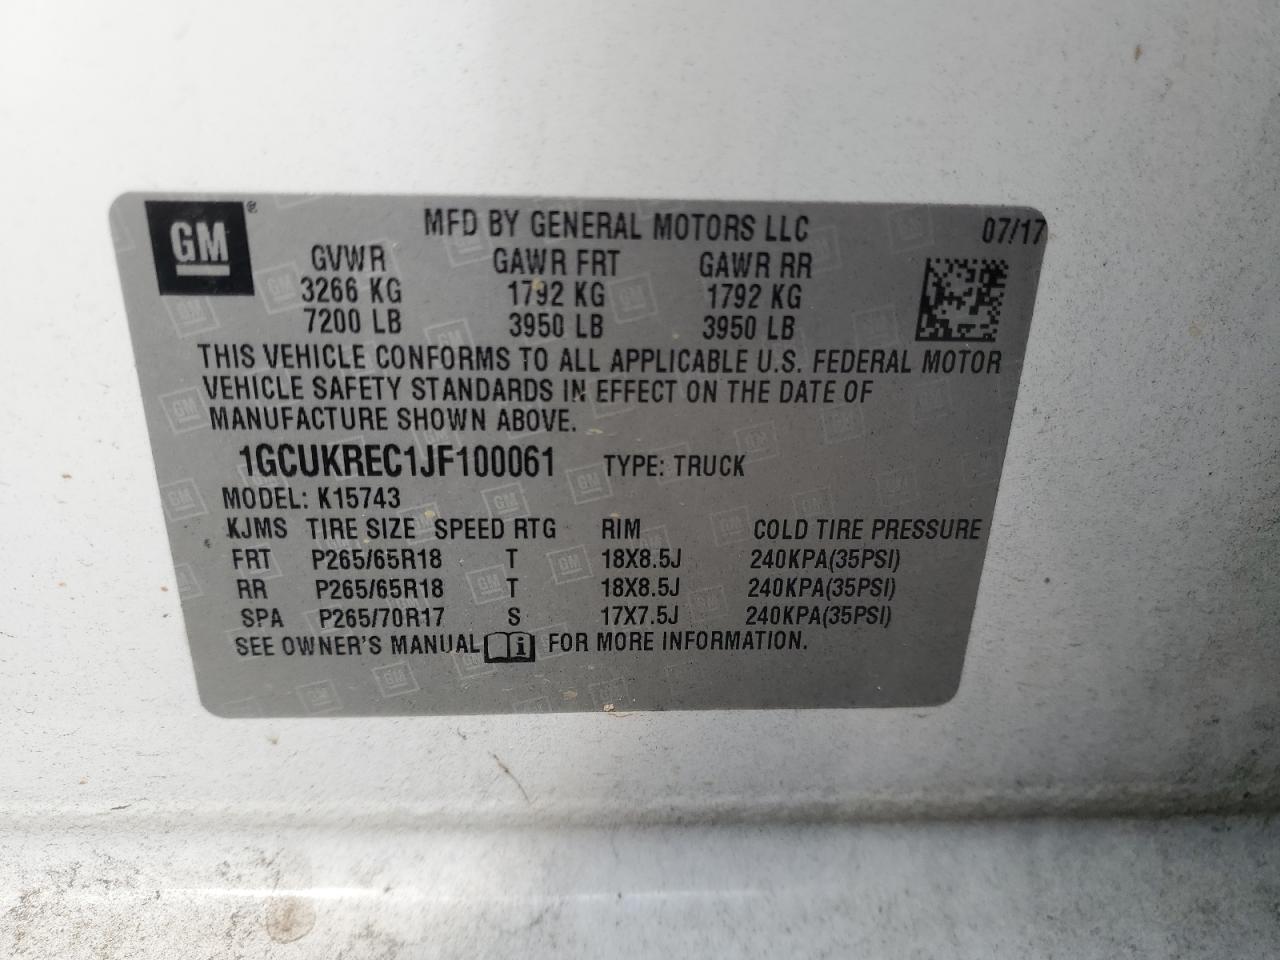 GM ®
MFD BY GENERAL MOTORS LLC 07/17
GVWR GAWR FRT GAWR RR
3266 KG 1792 KG 1792 KG
7200 LB 3950 LB 3950 LB
THIS VEHICLE CONFORMS TO ALL APPLICABLE U.S. FEDERAL MOTOR
VEHICLE SAFETY STANDARDS IN EFFECT ON THE DATE OF
MANUFACTURE SHOWN ABOVE.
1GCUKREC1JF100061 TYPE: TRUCK
MODEL: K15743
KJMS TIRE SIZE SPEED RTG RIM COLD TIRE PRESSURE
FRT P265/65R18 T 18X8.5J 240KPA(35PSI)
RR P265/65R18 T 18X8.5J 240KPA(35PSI)
SPA P265/70R17 S 17X7.5J 240KPA(35PSI)
SEE OWNER'S MANUAL i FOR MORE INFORMATION.